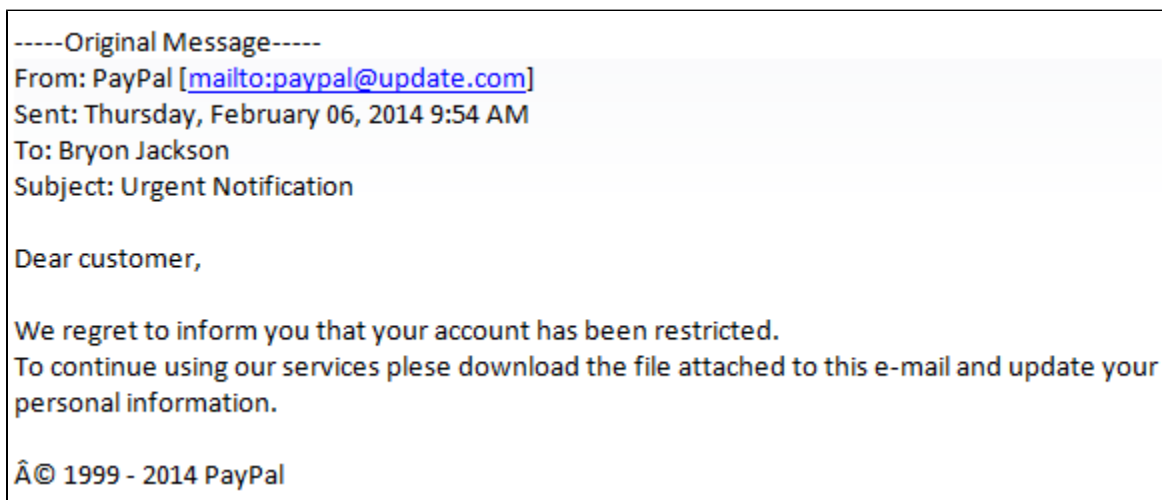 -----Original Message-----
From: PayPal [mailto:paypal@update.com]
Sent: Thursday, February 06, 2014 9:54 AM
To: Bryon Jackson
Subject: Urgent Notification
Dear customer,
We regret to inform you that your account has been restricted.
To continue using our services plese download the file attached to this e-mail and update your
personal information.
Â© 1999 - 2014 PayPal